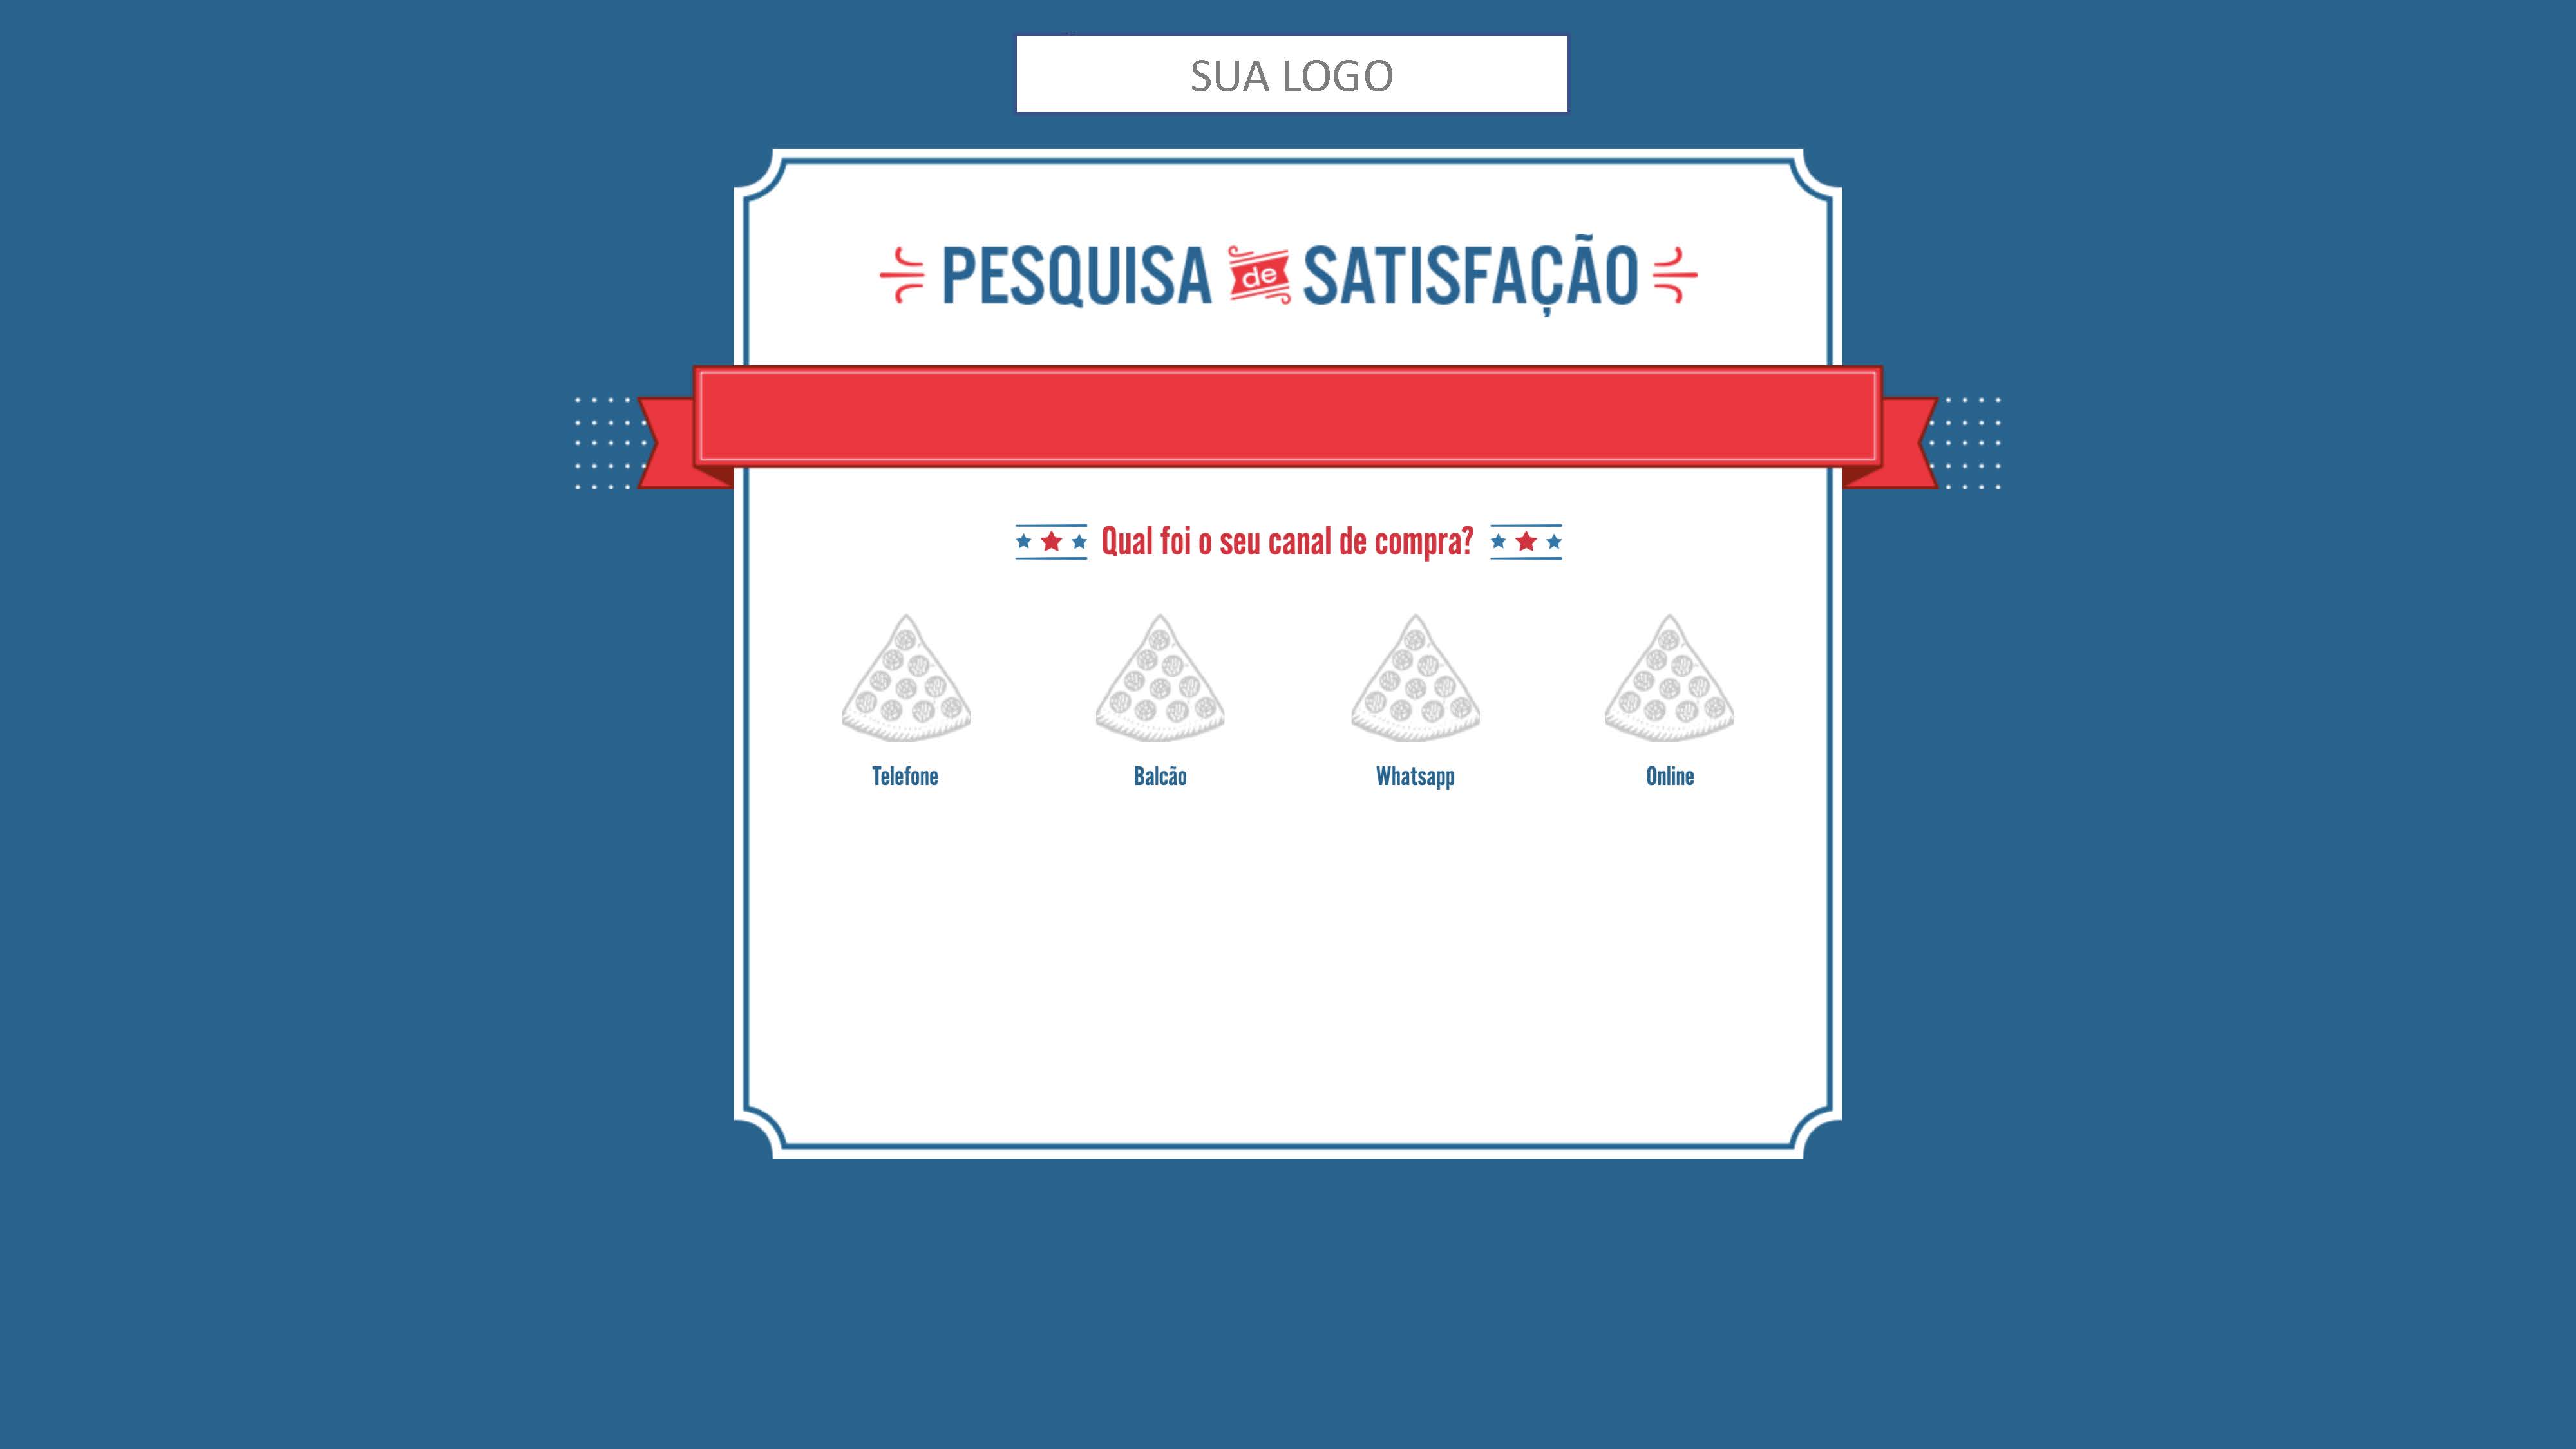 SUA LOGO
PESQUISA de SATISFAÇÃO
Qual foi o seu canal de compra?
Telefone Balcão Whatsapp Online